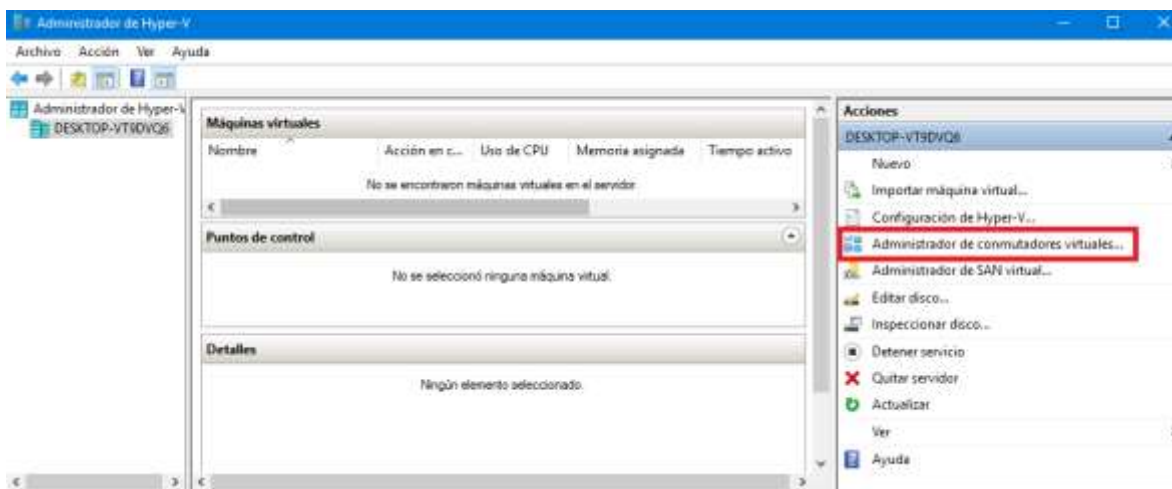 Administrador de Hyper-V
Archivo Acción Ver Ayuda
Administrador de Hyper-V
DESKTOP-VT9DVQ6
Máquinas virtuales
Nombre Acción en c... Uso de CPU Memoria asignada Tiempo activo
No se encontraron máquinas virtuales en el servidor
Puntos de control
No se seleccionó ninguna máquina virtual.
Detalles
Ningún elemento seleccionado.
Acciones
DESKTOP-VT9DVQ6
Nuevo
Importar máquina virtual...
Configuración de Hyper-V...
Administrador de conmutadores virtuales...
Administrador de SAN virtual...
Editar disco...
Inspeccionar disco...
Detener servicio
Quitar servidor
Actualizar
Ver
Ayuda